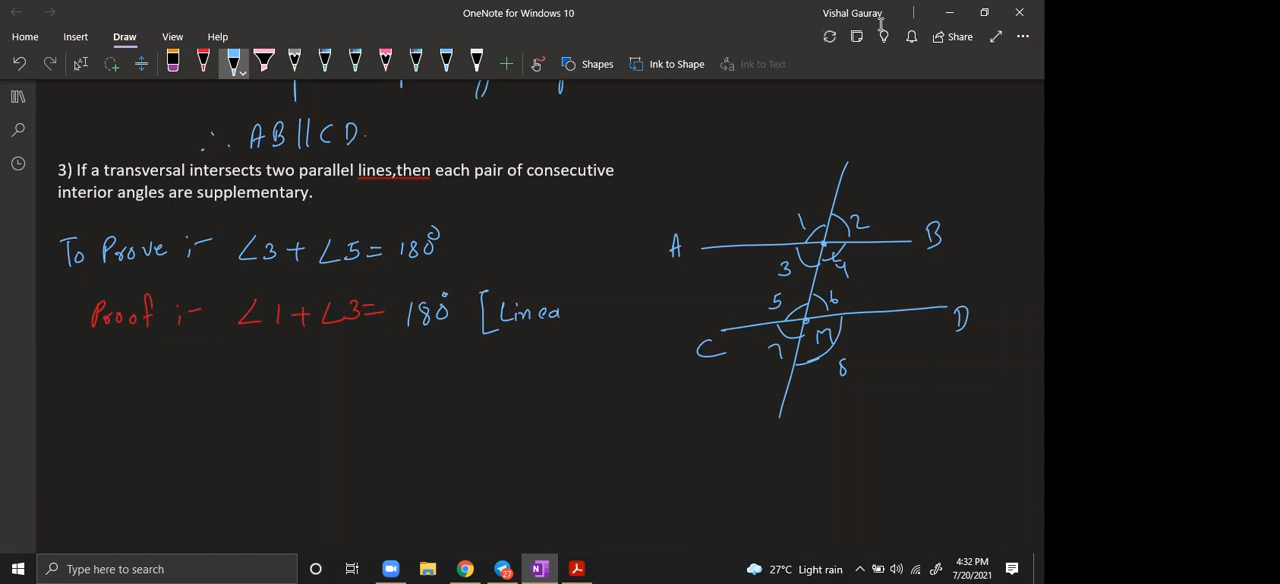 OneNote for Windows 10
Vishal Gaurav
Home Insert Draw View Help
Share
Shapes Ink to Shape Ink to Text
∴ AB || CD.
3) If a transversal intersects two parallel lines,then each pair of consecutive
interior angles are supplementary.
To Prove :- ∠3 + ∠5 = 180°
Proof :- ∠1 + ∠3 = 180° [Linea
1 2
A B
3 4
5 6
C M D
7 8
Type here to search
27
27°C Light rain
4:32 PM
7/20/2021